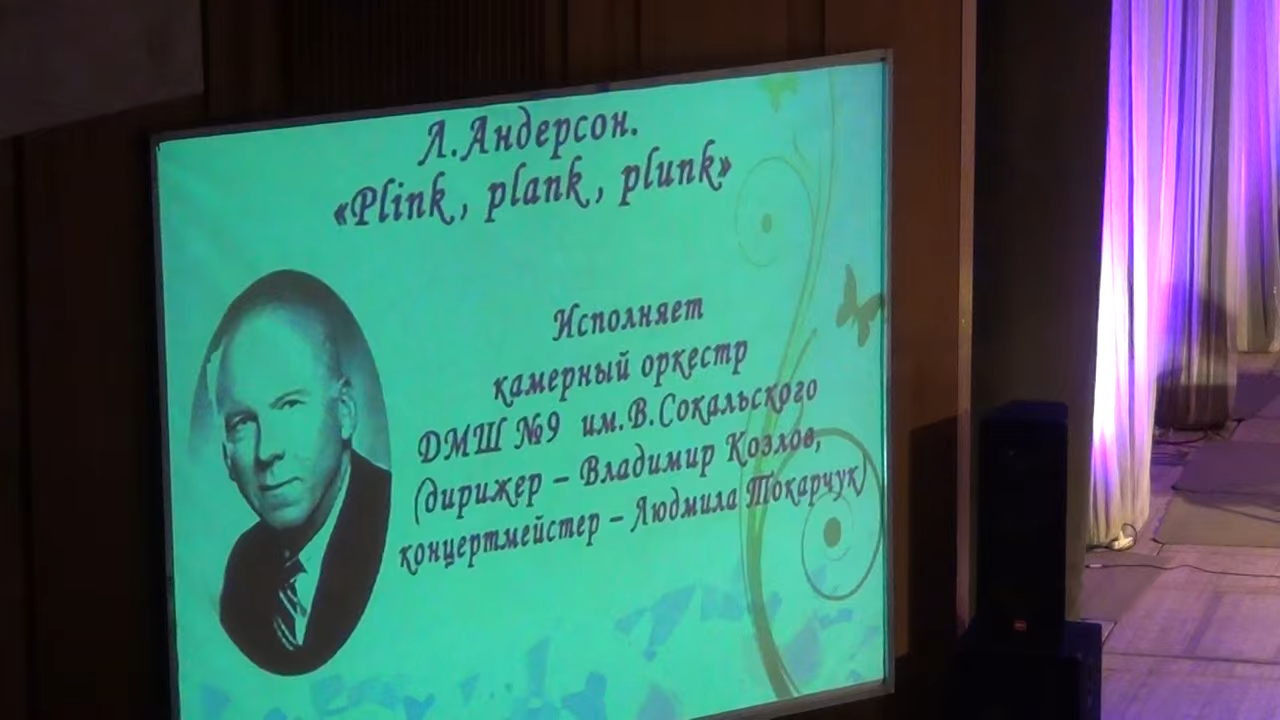 Л.Андерсон.
«Plink, plank, plunk»
Исполняет
камерный оркестр
ДМШ №9 им.В.Сокальского
(дирижер – Владимир Козлов,
концертмейстер – Людмила Токарчук)